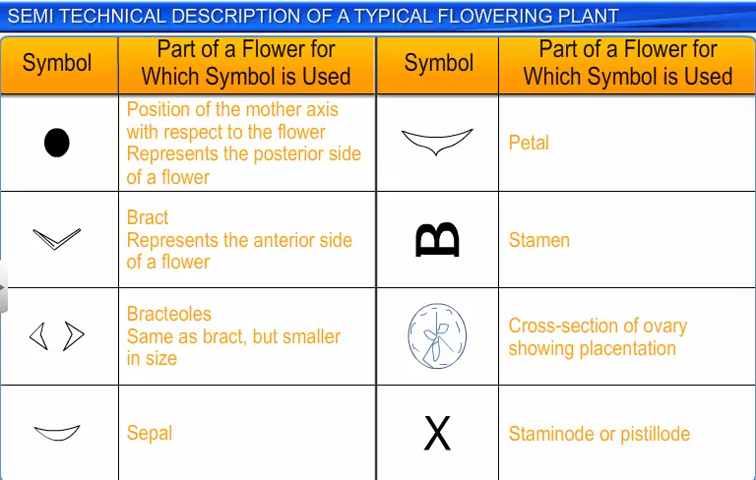 SEMI TECHNICAL DESCRIPTION OF A TYPICAL FLOWERING PLANT
Symbol
Part of a Flower for
Which Symbol is Used
Symbol
Part of a Flower for
Which Symbol is Used
Position of the mother axis
with respect to the flower
Represents the posterior side
of a flower
Petal
Bract
Represents the anterior side
of a flower
B
Stamen
Bracteoles
Same as bract, but smaller
in size
Cross-section of ovary
showing placentation
Sepal
X
Staminode or pistillode